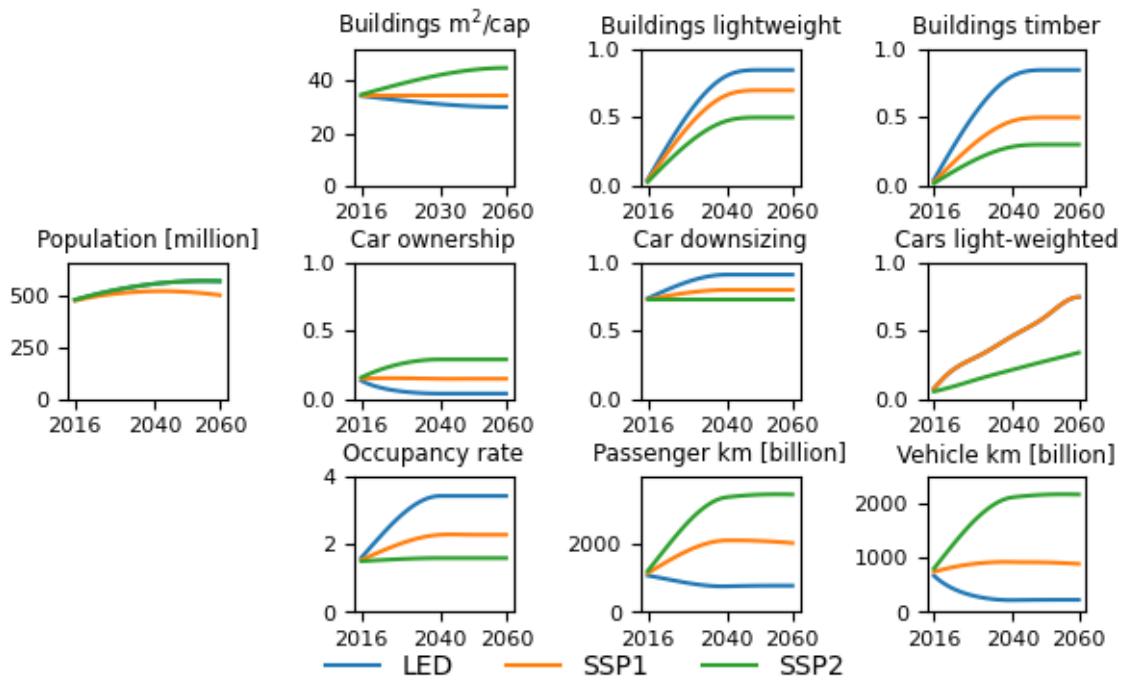 Buildings m²/cap
40
20
0
2016 2030 2060
Buildings lightweight
1.0
0.5
0.0
2016 2040 2060
Buildings timber
1.0
0.5
0.0
2016 2040 2060
Population [million]
500
250
0
2016 2040 2060
Car ownership
1.0
0.5
0.0
2016 2040 2060
Car downsizing
1.0
0.5
0.0
2016 2040 2060
Cars light-weighted
1.0
0.5
0.0
2016 2040 2060
Occupancy rate
4
2
0
2016 2040 2060
Passenger km [billion]
2000
0
2016 2040 2060
Vehicle km [billion]
2000
1000
0
2016 2040 2060
LED SSP1 SSP2